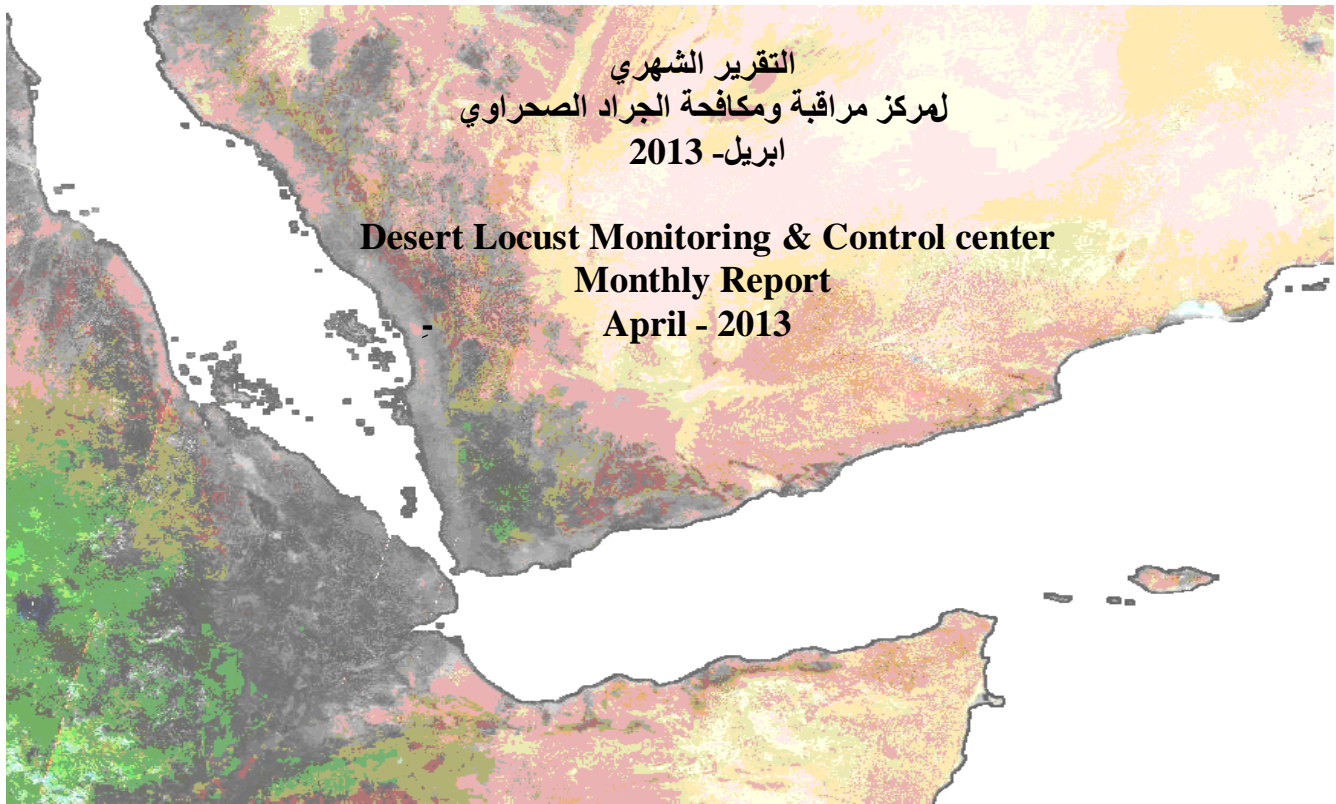 التقرير الشهري
لمركز مراقبة ومكافحة الجراد الصحراوي
ابريل- 2013
Desert Locust Monitoring & Control center
Monthly Report
April - 2013
-